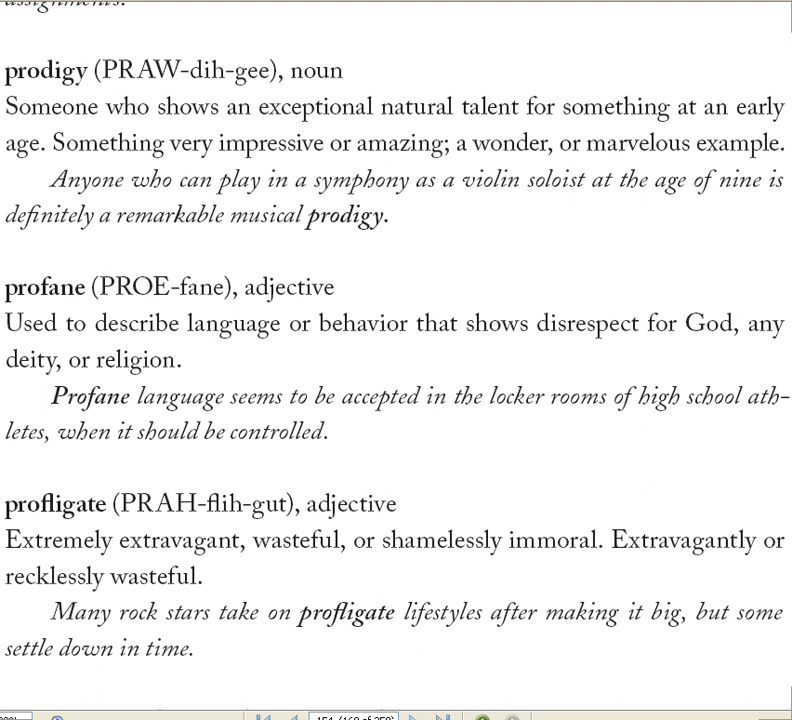 assignments.
prodigy (PRAW-dih-gee), noun
Someone who shows an exceptional natural talent for something at an early
age. Something very impressive or amazing; a wonder, or marvelous example.
Anyone who can play in a symphony as a violin soloist at the age of nine is
definitely a remarkable musical prodigy.
profane (PROE-fane), adjective
Used to describe language or behavior that shows disrespect for God, any
deity, or religion.
Profane language seems to be accepted in the locker rooms of high school ath-
letes, when it should be controlled.
profligate (PRAH-flih-gut), adjective
Extremely extravagant, wasteful, or shamelessly immoral. Extravagantly or
recklessly wasteful.
Many rock stars take on profligate lifestyles after making it big, but some
settle down in time.